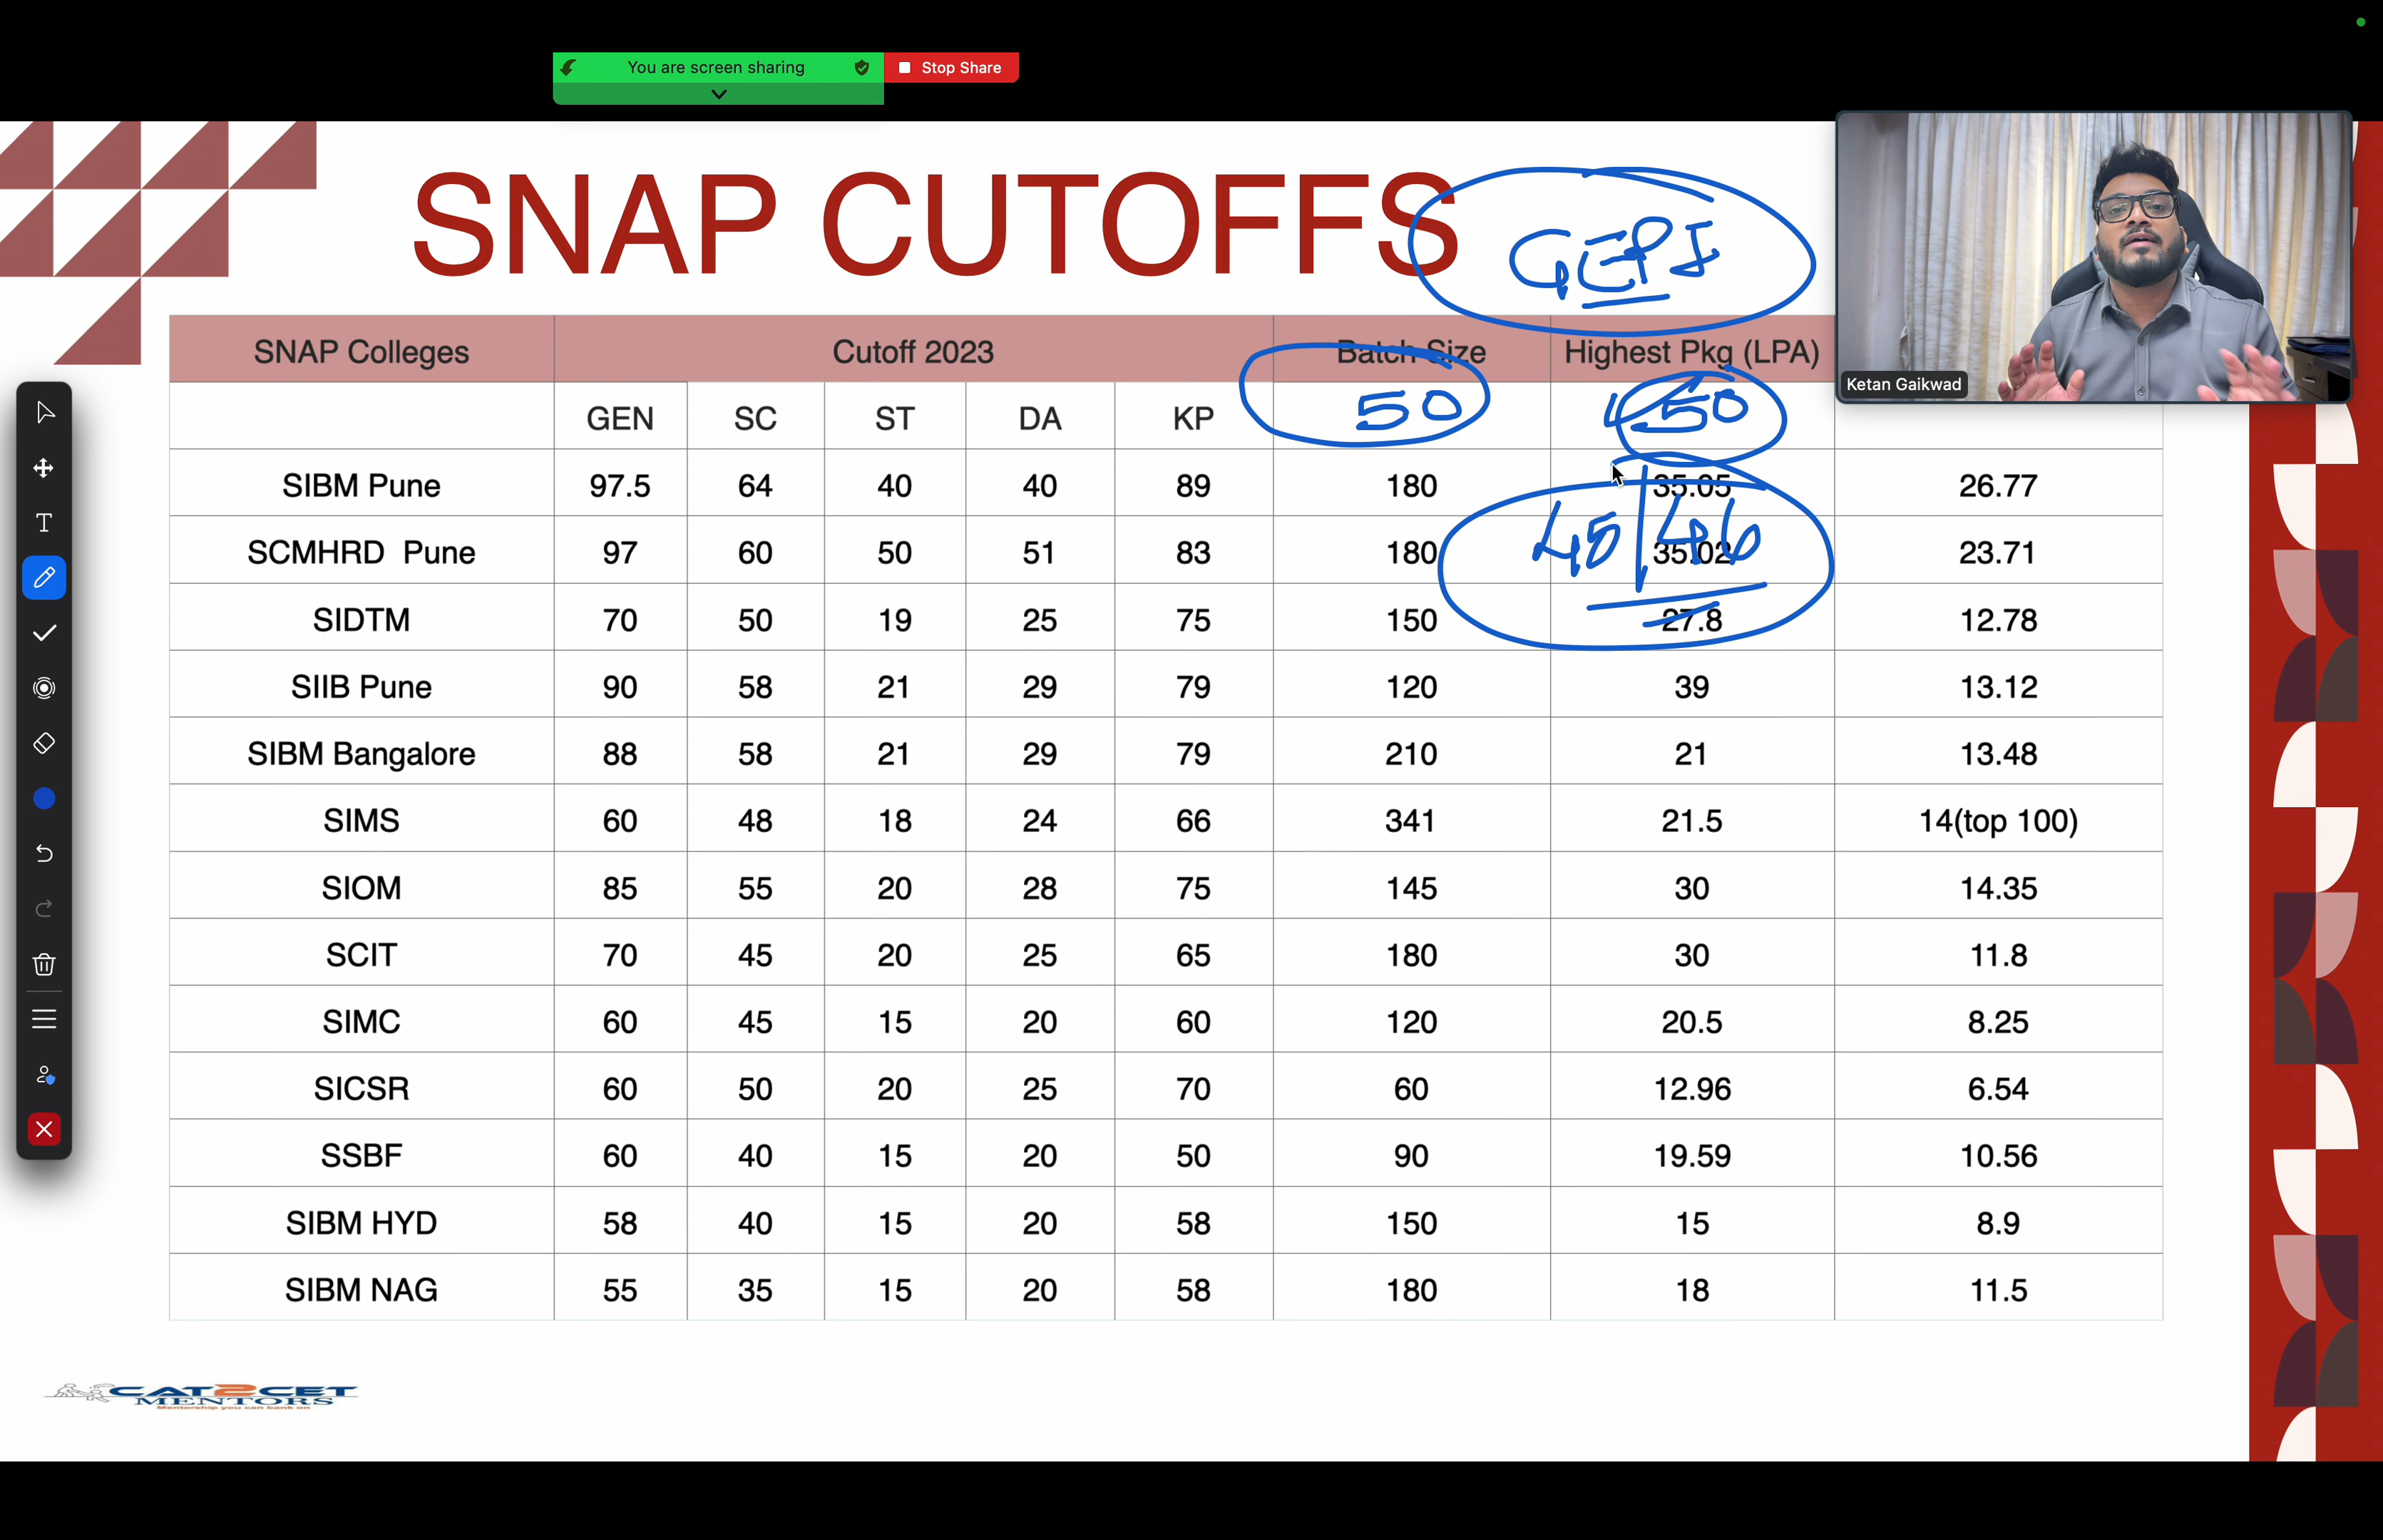 You are screen sharing Stop Share
SNAP CUTOFFS GEPI
SNAP Colleges Cutoff 2023 Batch Size Highest Pkg (LPA)
Ketan Gaikwad
GEN SC ST DA KP 50 50
SIBM Pune 97.5 64 40 40 89 180 35.05 26.77
45 46
SCMHRD Pune 97 60 50 51 83 180 35.02 23.71
SIDTM 70 50 19 25 75 150 27.8 12.78
SIIB Pune 90 58 21 29 79 120 39 13.12
SIBM Bangalore 88 58 21 29 79 210 21 13.48
SIMS 60 48 18 24 66 341 21.5 14(top 100)
SIOM 85 55 20 28 75 145 30 14.35
SCIT 70 45 20 25 65 180 30 11.8
SIMC 60 45 15 20 60 120 20.5 8.25
SICSR 60 50 20 25 70 60 12.96 6.54
SSBF 60 40 15 20 50 90 19.59 10.56
SIBM HYD 58 40 15 20 58 150 15 8.9
SIBM NAG 55 35 15 20 58 180 18 11.5
CAT2CET
MENTORS
Mentorship you can bank on